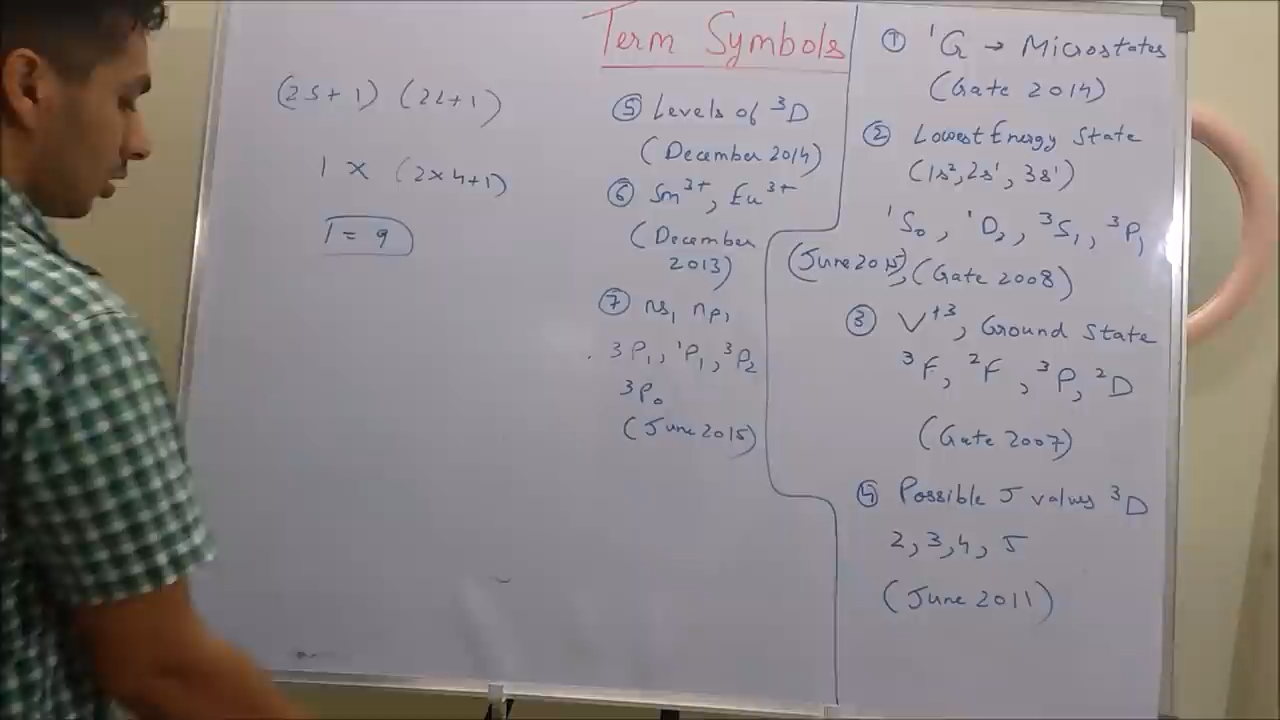 Term Symbols
(2S+1) (2L+1)
1 x (2x4+1)
1 = 9
⑤ Levels of ³D
(December 2014)
⑥ Sm³⁺, Eu³⁺
(December
2013)
⑦ ns₁ np₁
3P₁, ¹P₁, ³P₂
3P₀
(June 2015)
① ¹G → Microstates
(Gate 2014)
② Lowest Energy State
(1s², 2s¹, 3s¹)
¹S₀, ¹D₂, ³S₁, ³P₁
(June 2015), (Gate 2008)
③ V⁺³, Ground State
³F, ²F, ³P, ²D
(Gate 2007)
④ Possible J values ³D
2, 3, 4, 5
(June 2011)